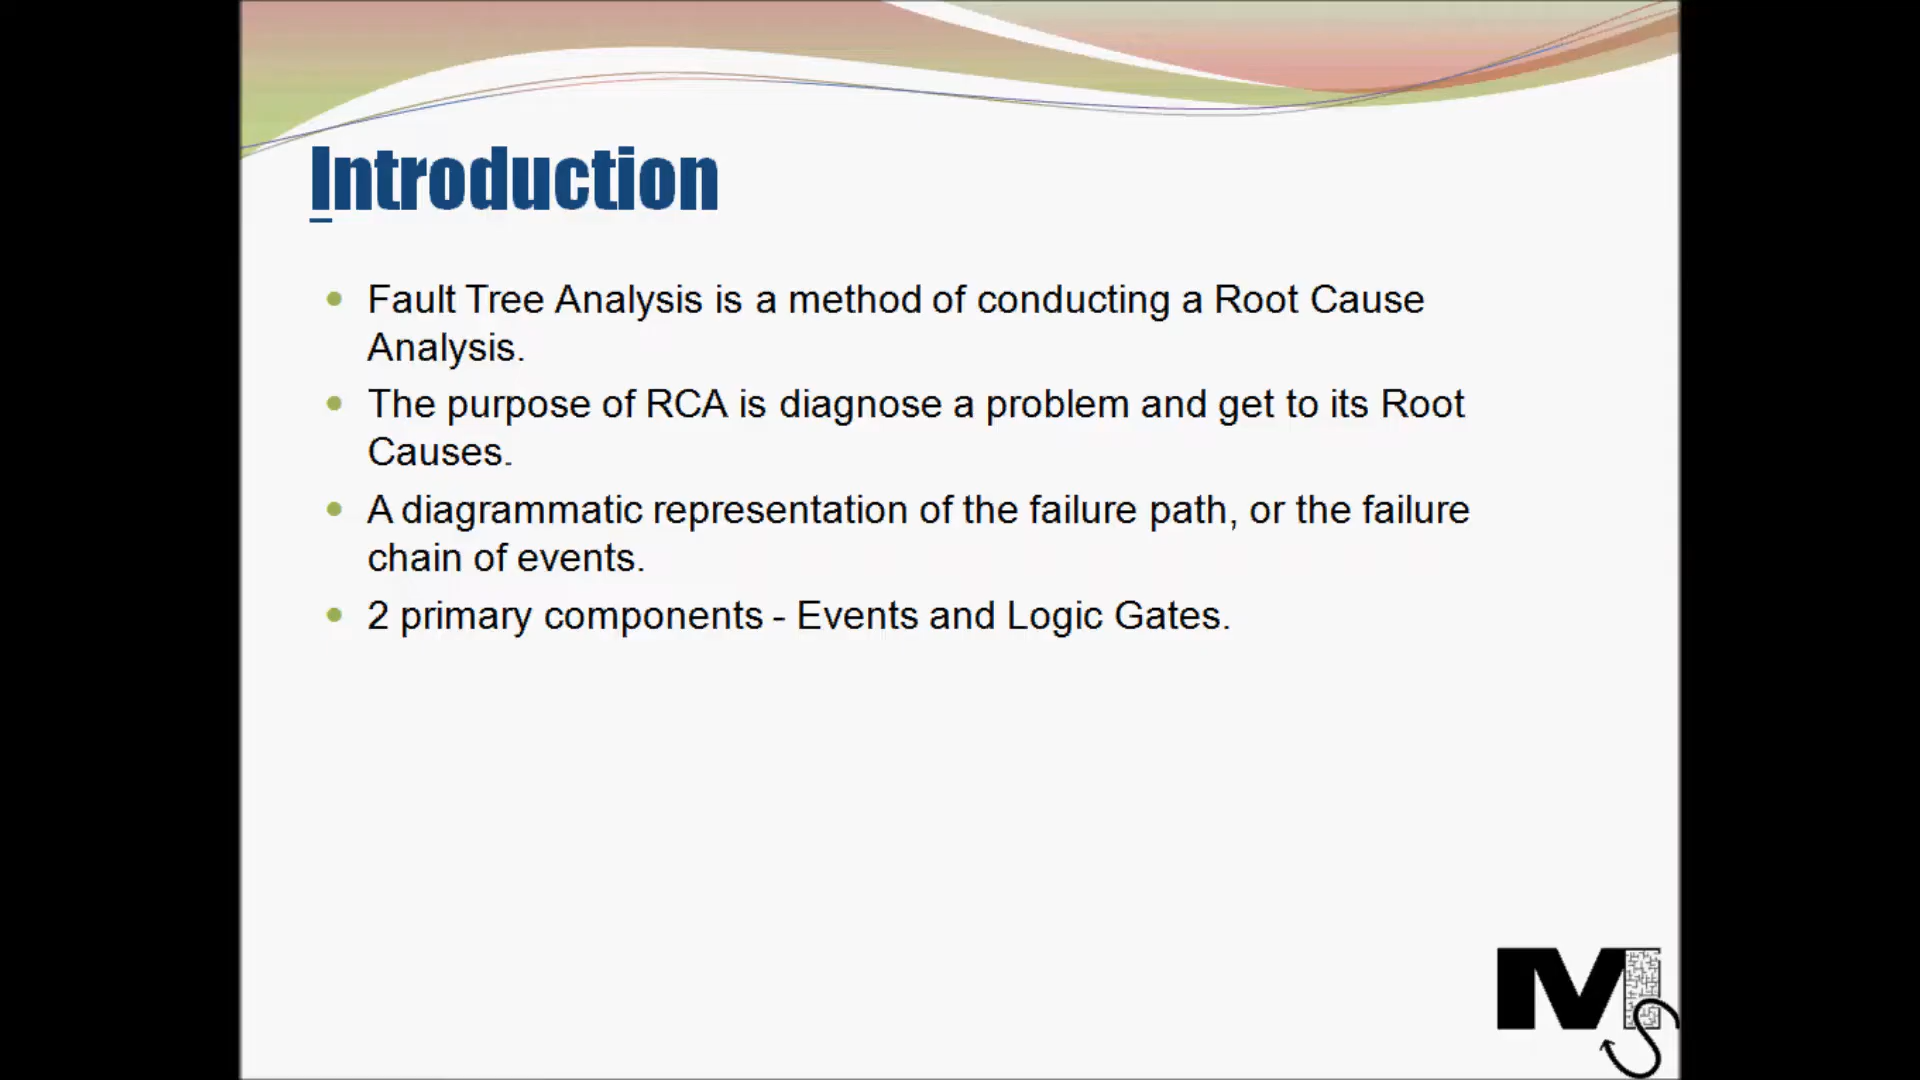 Introduction
• Fault Tree Analysis is a method of conducting a Root Cause
Analysis.
• The purpose of RCA is diagnose a problem and get to its Root
Causes.
• A diagrammatic representation of the failure path, or the failure
chain of events.
• 2 primary components - Events and Logic Gates.
M
S